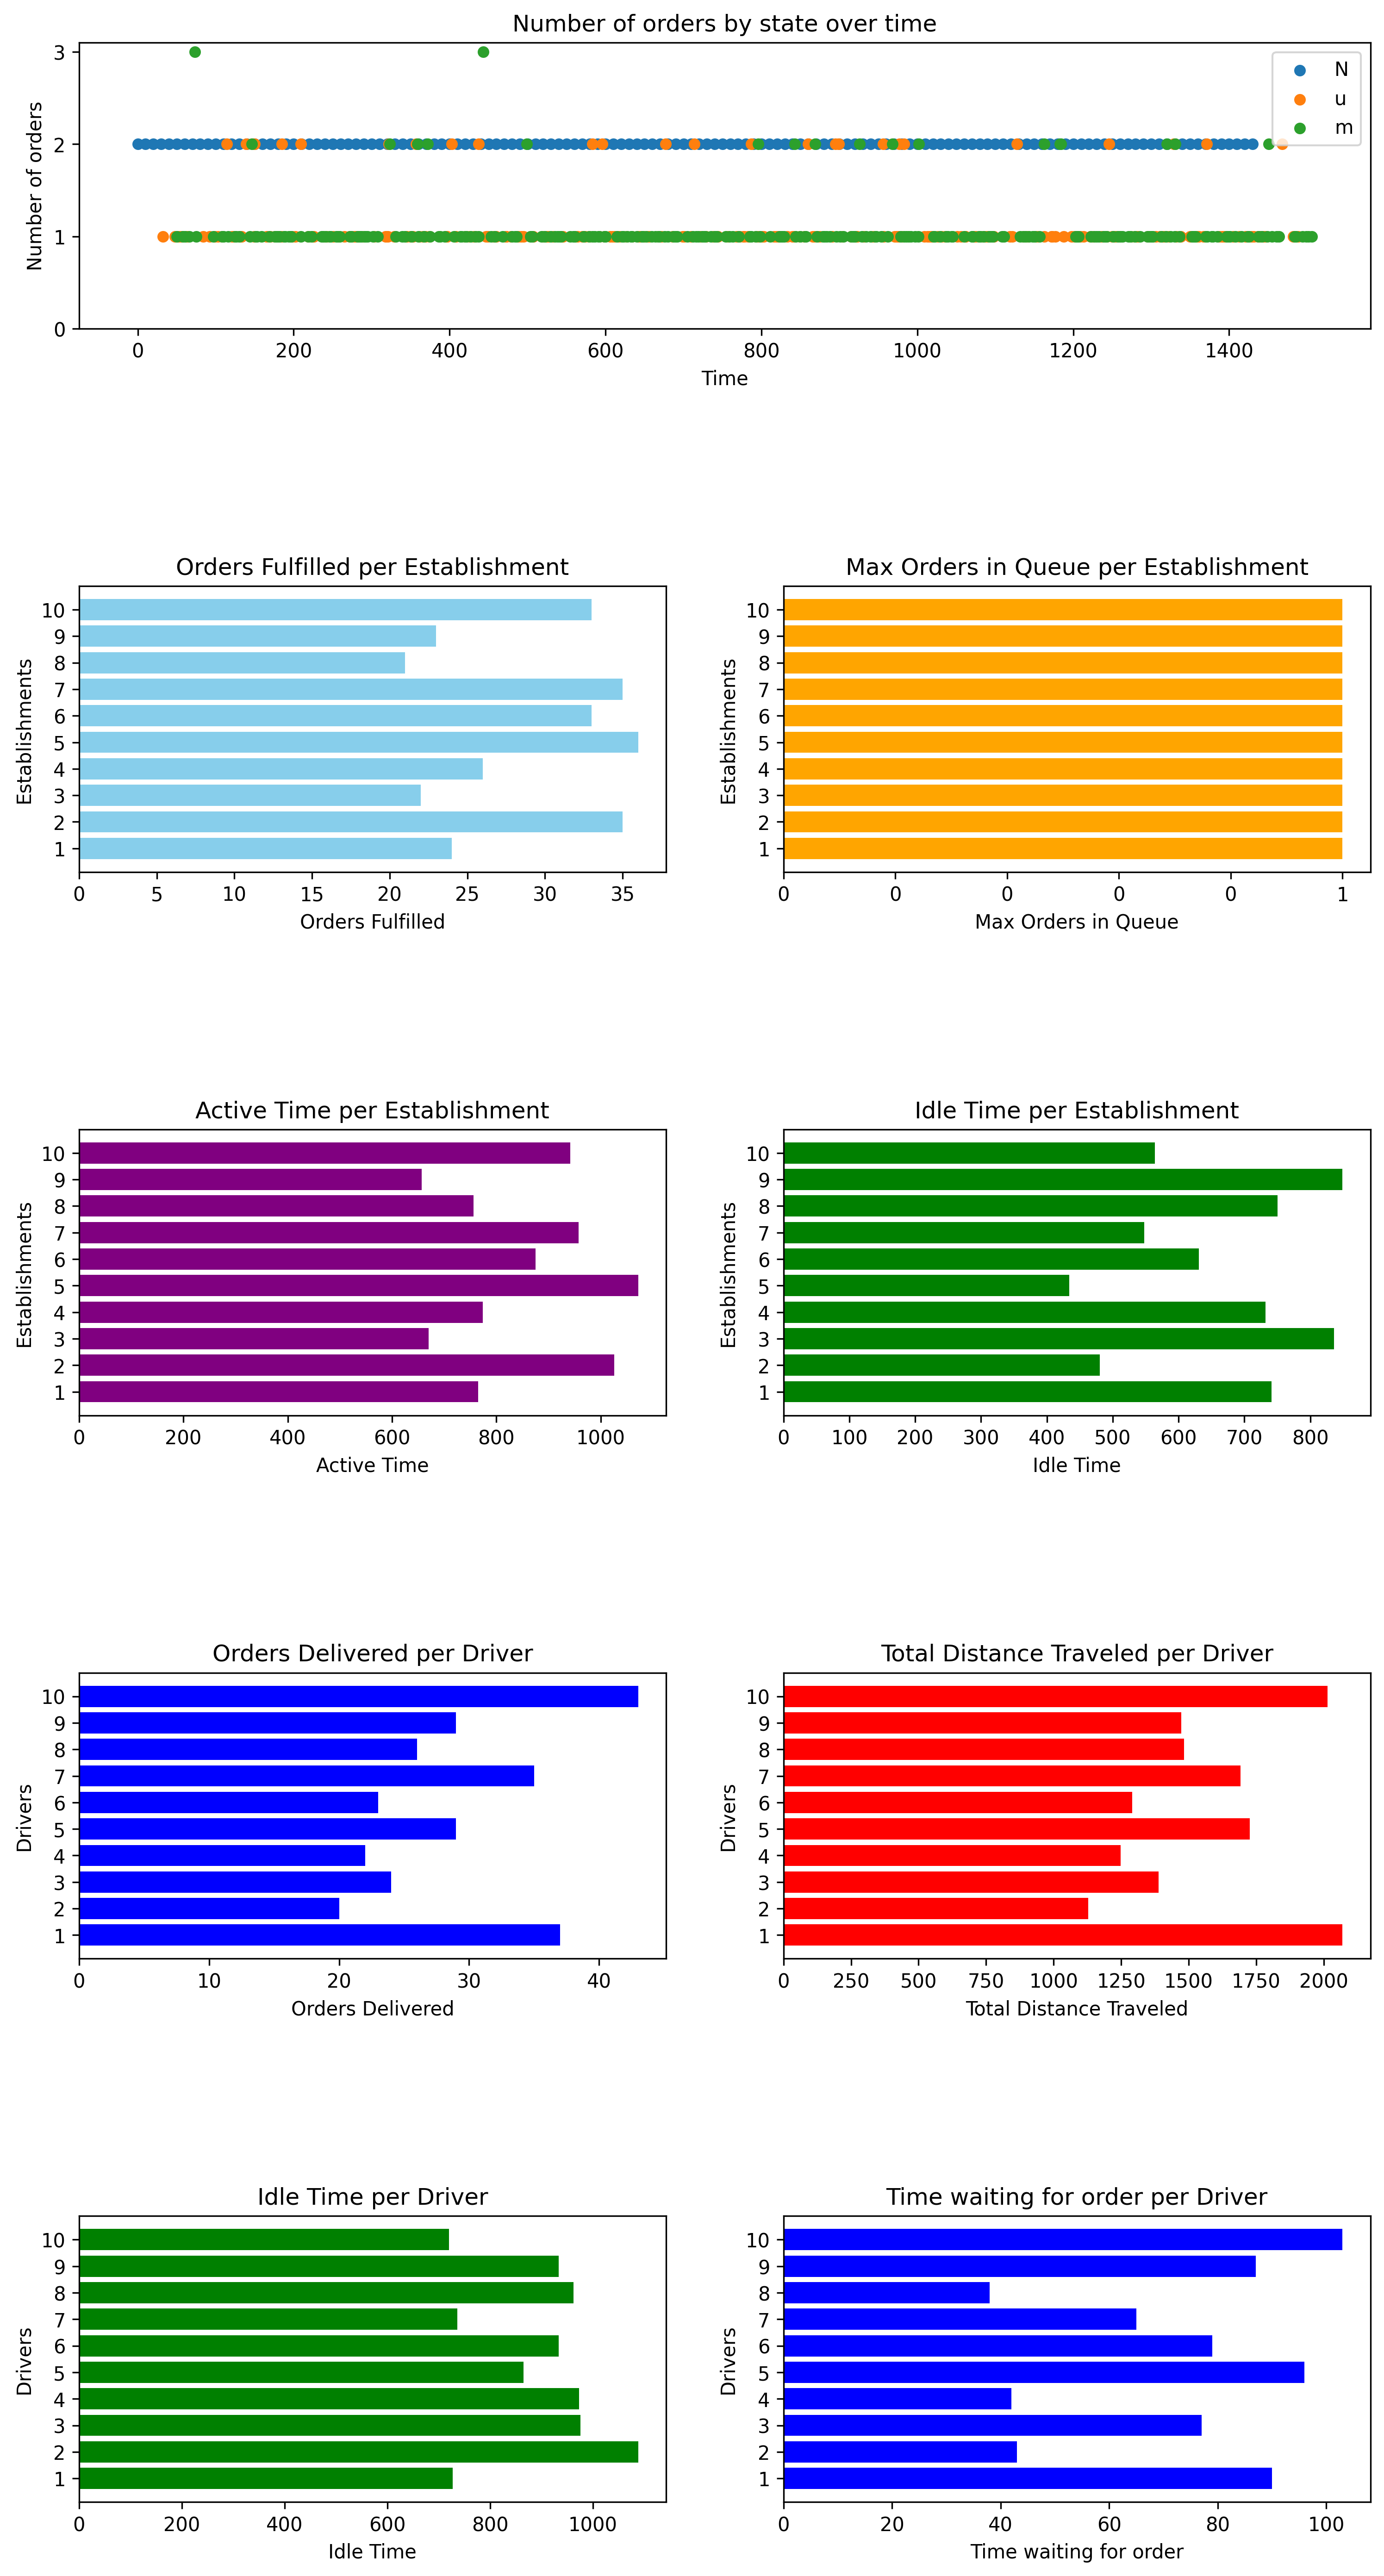 Number of orders by state over time
Number of orders
3
2
1
0
N
u
m
0 200 400 600 800 1000 1200 1400
Time
Orders Fulfilled per Establishment
Establishments
10
9
8
7
6
5
4
3
2
1
0 5 10 15 20 25 30 35
Orders Fulfilled
Max Orders in Queue per Establishment
Establishments
10
9
8
7
6
5
4
3
2
1
0 0 0 0 0 1
Max Orders in Queue
Active Time per Establishment
Establishments
10
9
8
7
6
5
4
3
2
1
0 200 400 600 800 1000
Active Time
Idle Time per Establishment
Establishments
10
9
8
7
6
5
4
3
2
1
0 100 200 300 400 500 600 700 800
Idle Time
Orders Delivered per Driver
Drivers
10
9
8
7
6
5
4
3
2
1
0 10 20 30 40
Orders Delivered
Total Distance Traveled per Driver
Drivers
10
9
8
7
6
5
4
3
2
1
0 250 500 750 1000 1250 1500 1750 2000
Total Distance Traveled
Idle Time per Driver
Drivers
10
9
8
7
6
5
4
3
2
1
0 200 400 600 800 1000
Idle Time
Time waiting for order per Driver
Drivers
10
9
8
7
6
5
4
3
2
1
0 20 40 60 80 100
Time waiting for order